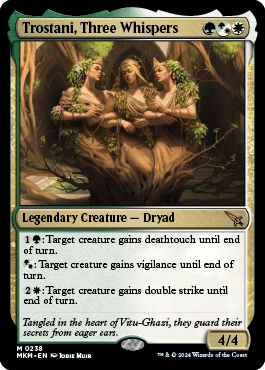 Trostani, Three Whispers
Legendary Creature — Dryad
1 : Target creature gains deathtouch until end
of turn.
: Target creature gains vigilance until end of
turn.
2 : Target creature gains double strike until
end of turn.
Tangled in the heart of Vitu-Ghazi, they guard their
secrets from eager ears.
4/4
M 0238
MKM • EN Jodie Muir
™ & © 2024 Wizards of the Coast